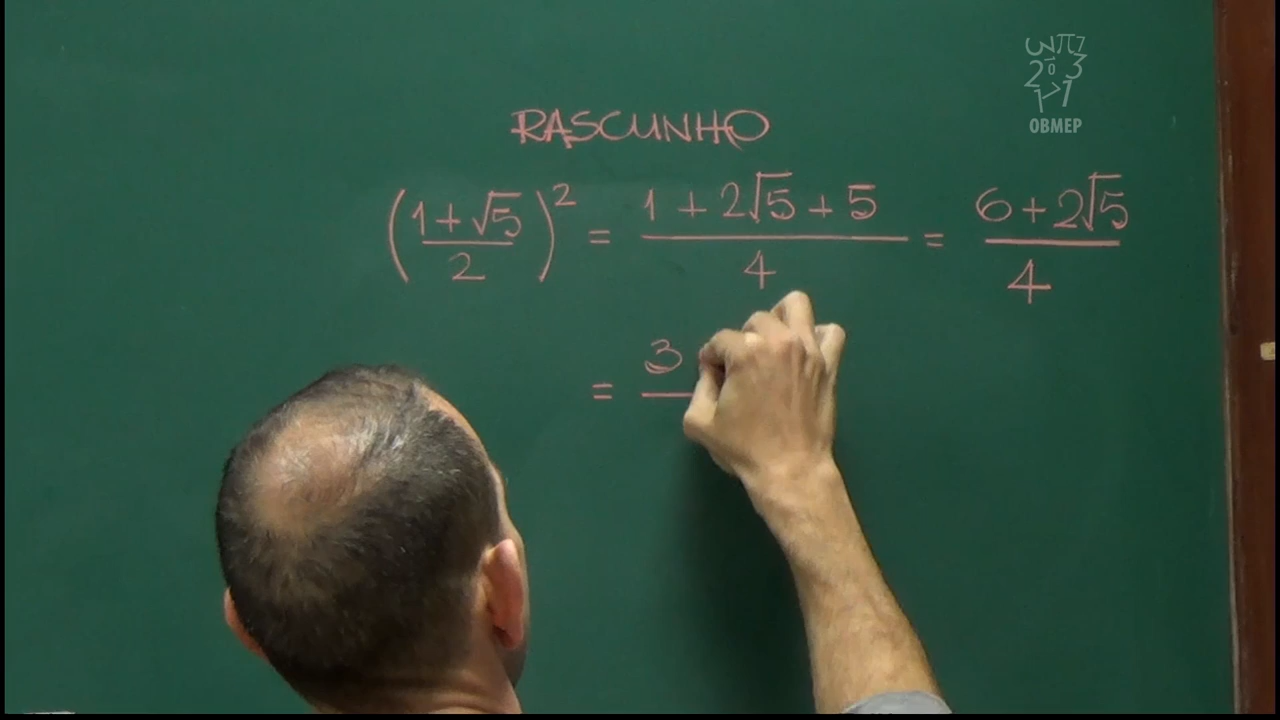 RASCUNHO
(1+√5/2)² = 1+2√5+5/4 = 6+2√5/4
= 3
OBMEP